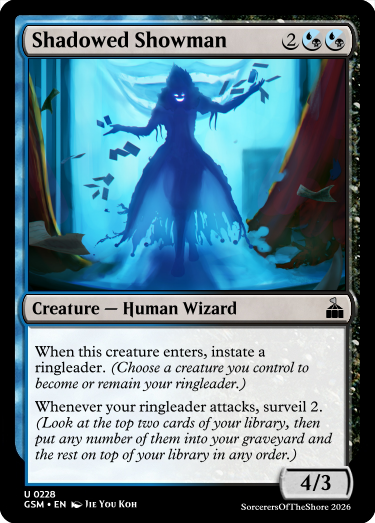 Shadowed Showman 2
Creature — Human Wizard
When this creature enters, instate a
ringleader. (Choose a creature you control to
become or remain your ringleader.)
Whenever your ringleader attacks, surveil 2.
(Look at the top two cards of your library, then
put any number of them into your graveyard and
the rest on top of your library in any order.)
4/3
U 0228
GSM • EN Jie You Koh
SorcerersOfTheShore 2026